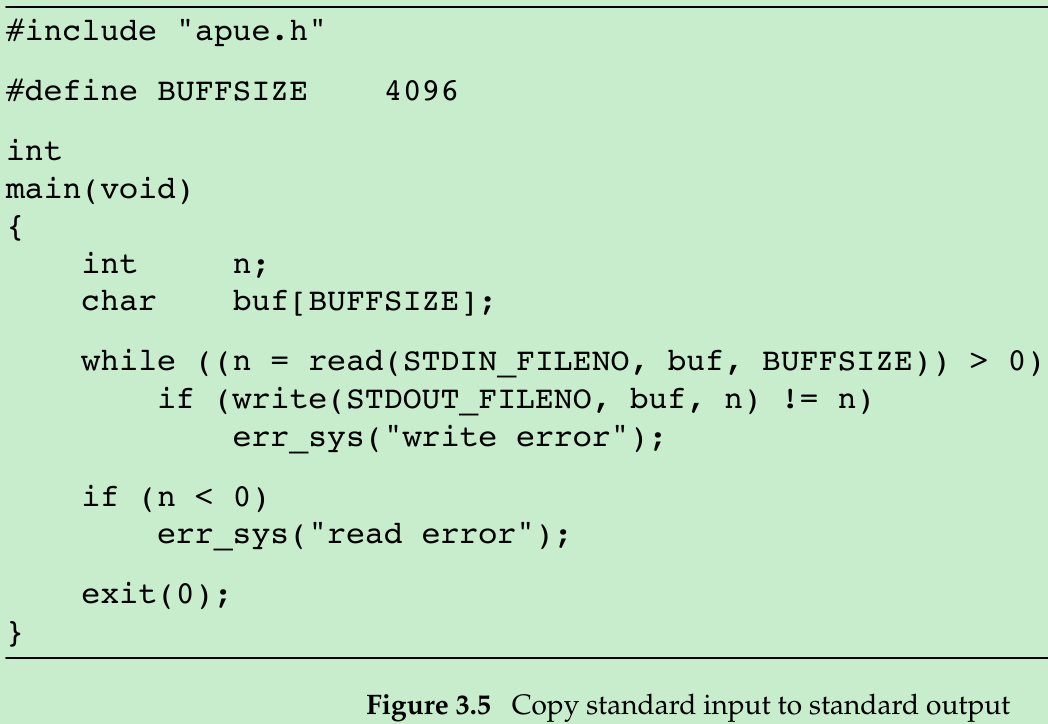 #include "apue.h"
#define BUFFSIZE    4096
int
main(void)
{
    int     n;
    char    buf[BUFFSIZE];
    while ((n = read(STDIN_FILENO, buf, BUFFSIZE)) > 0)
        if (write(STDOUT_FILENO, buf, n) != n)
            err_sys("write error");
    if (n < 0)
        err_sys("read error");
    exit(0);
}
Figure 3.5 Copy standard input to standard output